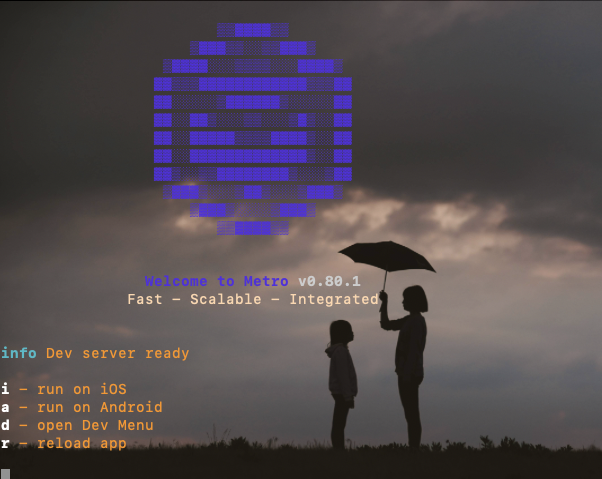 Welcome to Metro v0.80.1
Fast - Scalable - Integrated
info Dev server ready
i - run on iOS
a - run on Android
d - open Dev Menu
r - reload app